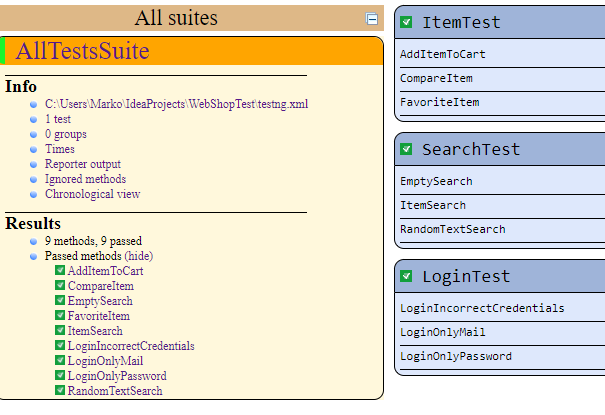 All suites
AllTestsSuite
Info
C:\Users\Marko\IdeaProjects\WebShopTest\testng.xml
1 test
0 groups
Times
Reporter output
Ignored methods
Chronological view
Results
9 methods, 9 passed
Passed methods (hide)
AddItemToCart
CompareItem
EmptySearch
FavoriteItem
ItemSearch
LoginIncorrectCredentials
LoginOnlyMail
LoginOnlyPassword
RandomTextSearch
ItemTest
AddItemToCart
CompareItem
FavoriteItem
SearchTest
EmptySearch
ItemSearch
RandomTextSearch
LoginTest
LoginIncorrectCredentials
LoginOnlyMail
LoginOnlyPassword